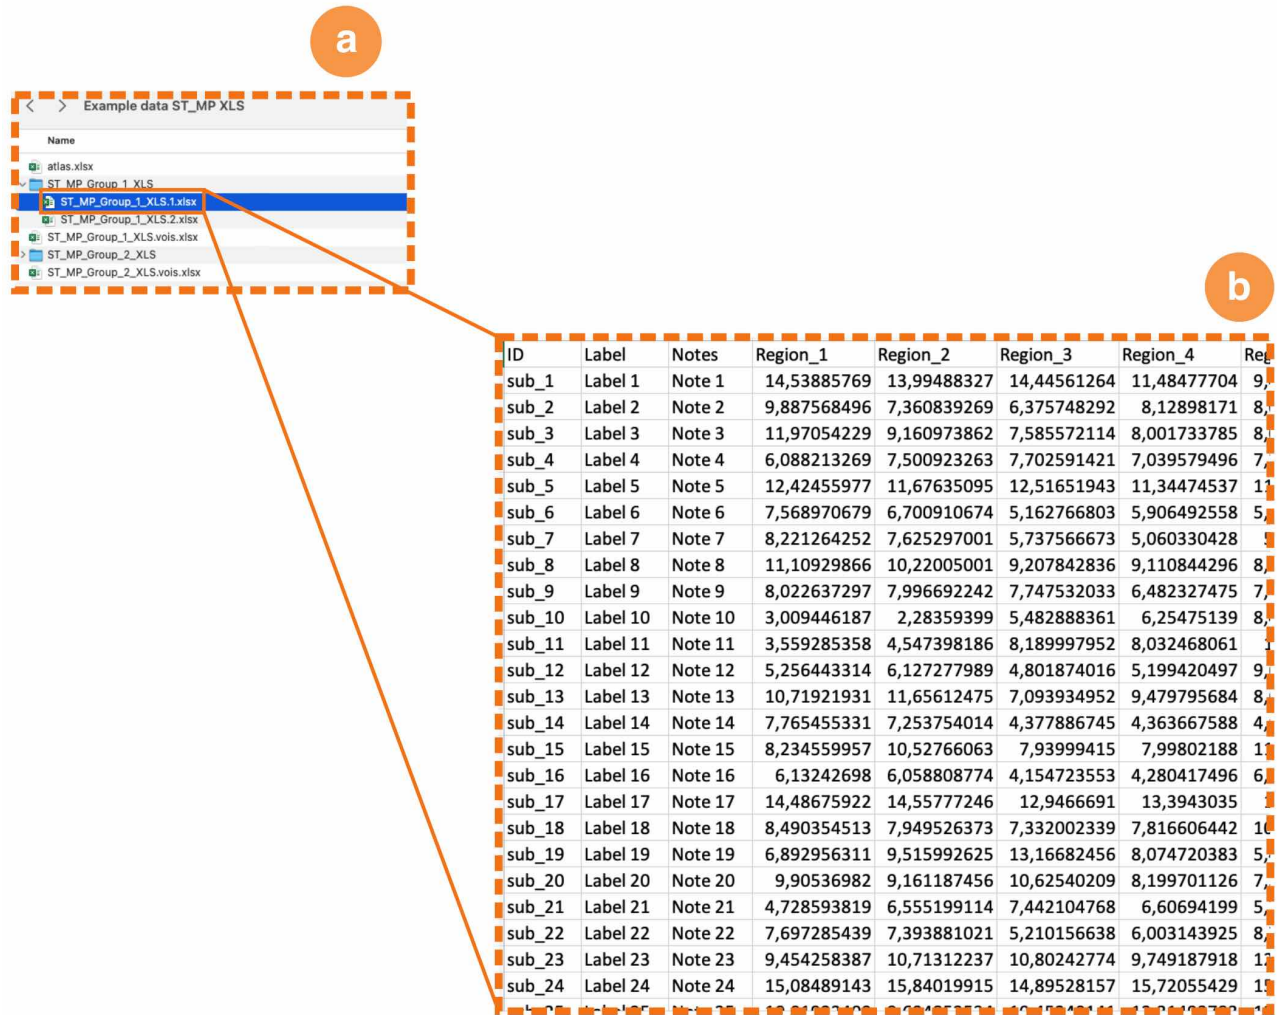 a
Example data ST_MP XLS
Name
atlas.xlsx
ST_MP_Group_1_XLS
ST_MP_Group_1_XLS.1.xlsx
ST_MP_Group_1_XLS.2.xlsx
ST_MP_Group_1_XLS.vois.xlsx
ST_MP_Group_2_XLS
ST_MP_Group_2_XLS.vois.xlsx
b
ID Label Notes Region_1 Region_2 Region_3 Region_4
sub_1 Label 1 Note 1 14,53885769 13,99488327 14,44561264 11,48477704
sub_2 Label 2 Note 2 9,887568496 7,360839269 6,375748292 8,12898171
sub_3 Label 3 Note 3 11,97054229 9,160973862 7,585572114 8,001733785
sub_4 Label 4 Note 4 6,088213269 7,500923263 7,702591421 7,039579496
sub_5 Label 5 Note 5 12,42455977 11,67635095 12,51651943 11,34474537
sub_6 Label 6 Note 6 7,568970679 6,700910674 5,162766803 5,906492558
sub_7 Label 7 Note 7 8,221264252 7,625297001 5,737566673 5,060330428
sub_8 Label 8 Note 8 11,10929866 10,22005001 9,207842836 9,110844296
sub_9 Label 9 Note 9 8,022637297 7,996692242 7,747532033 6,482327475
sub_10 Label 10 Note 10 3,009446187 2,28359399 5,482888361 6,25475139
sub_11 Label 11 Note 11 3,559285358 4,547398186 8,189997952 8,032468061
sub_12 Label 12 Note 12 5,256443314 6,127277989 4,801874016 5,199420497
sub_13 Label 13 Note 13 10,71921931 11,65612475 7,093934952 9,479795684
sub_14 Label 14 Note 14 7,765455331 7,253754014 4,377886745 4,363667588
sub_15 Label 15 Note 15 8,234559957 10,52766063 7,93999415 7,99802188
sub_16 Label 16 Note 16 6,13242698 6,058808774 4,154723553 4,280417496
sub_17 Label 17 Note 17 14,48675922 14,55777246 12,9466691 13,3943035
sub_18 Label 18 Note 18 8,490354513 7,949526373 7,332002339 7,816606442
sub_19 Label 19 Note 19 6,892956311 9,515992625 13,16682456 8,074720383
sub_20 Label 20 Note 20 9,90536982 9,161187456 10,62540209 8,199701126
sub_21 Label 21 Note 21 4,728593819 6,555199114 7,442104768 6,60694199
sub_22 Label 22 Note 22 7,697285439 7,393881021 5,210156638 6,003143925
sub_23 Label 23 Note 23 9,454258387 10,71312237 10,80242774 9,749187918
sub_24 Label 24 Note 24 15,08489143 15,84019915 14,89528157 15,72055429